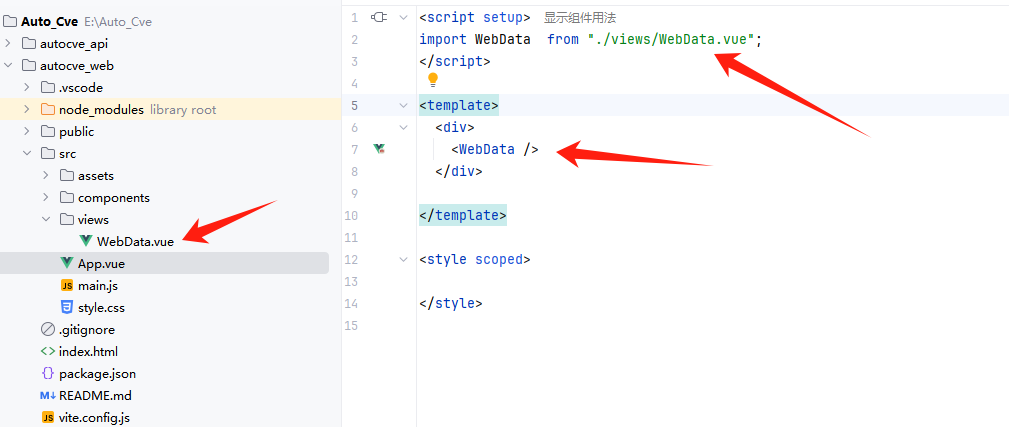 Auto_Cve E:\Auto_Cve
autocve_api
autocve_web
.vscode
node_modules library root
public
src
assets
components
views
WebData.vue
App.vue
JS main.js
style.css
.gitignore
<> index.html
{} package.json
M↓ README.md
JS vite.config.js
1 <script setup> 显示组件用法
2 import WebData  from "./views/WebData.vue";
3 </script>
4
5 <template>
6   <div>
7     <WebData />
8   </div>
9
10 </template>
11
12 <style scoped>
13
14 </style>
15